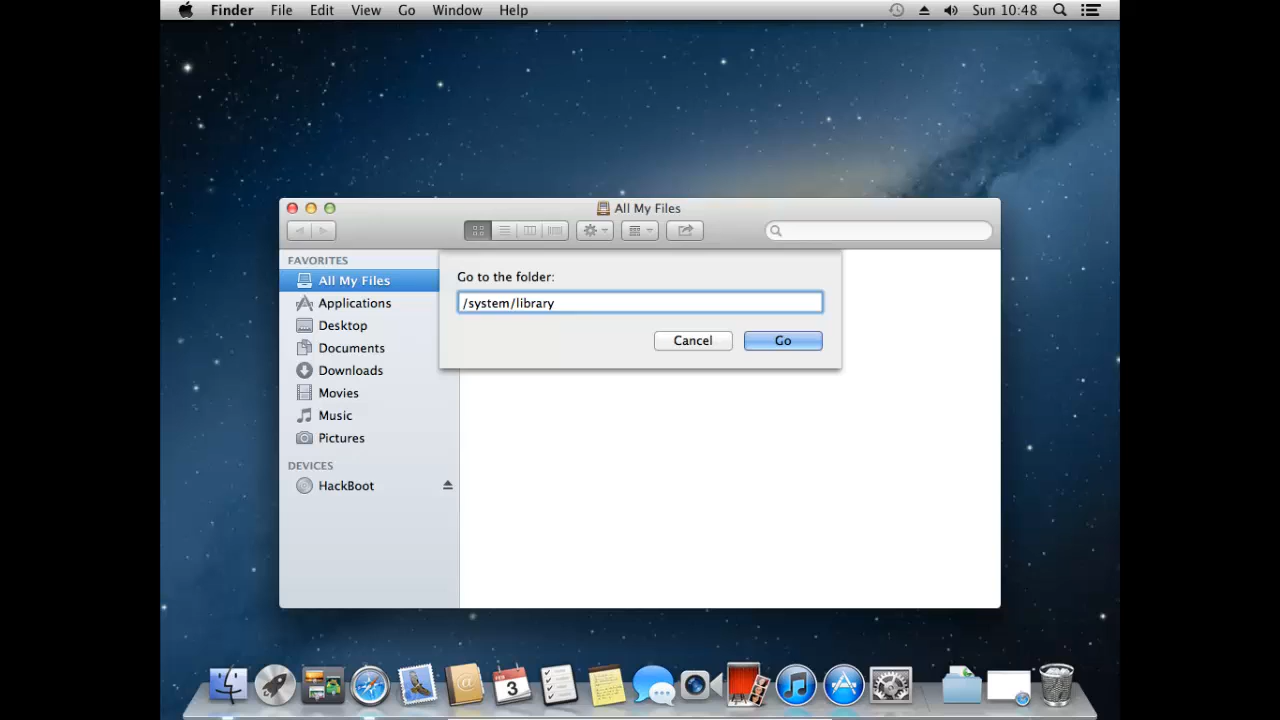 Finder File Edit View Go Window Help Sun 10:48
All My Files
FAVORITES
All My Files
Applications
Desktop
Documents
Downloads
Movies
Music
Pictures
DEVICES
HackBoot
Go to the folder:
/system/library
Cancel Go
FEB
3